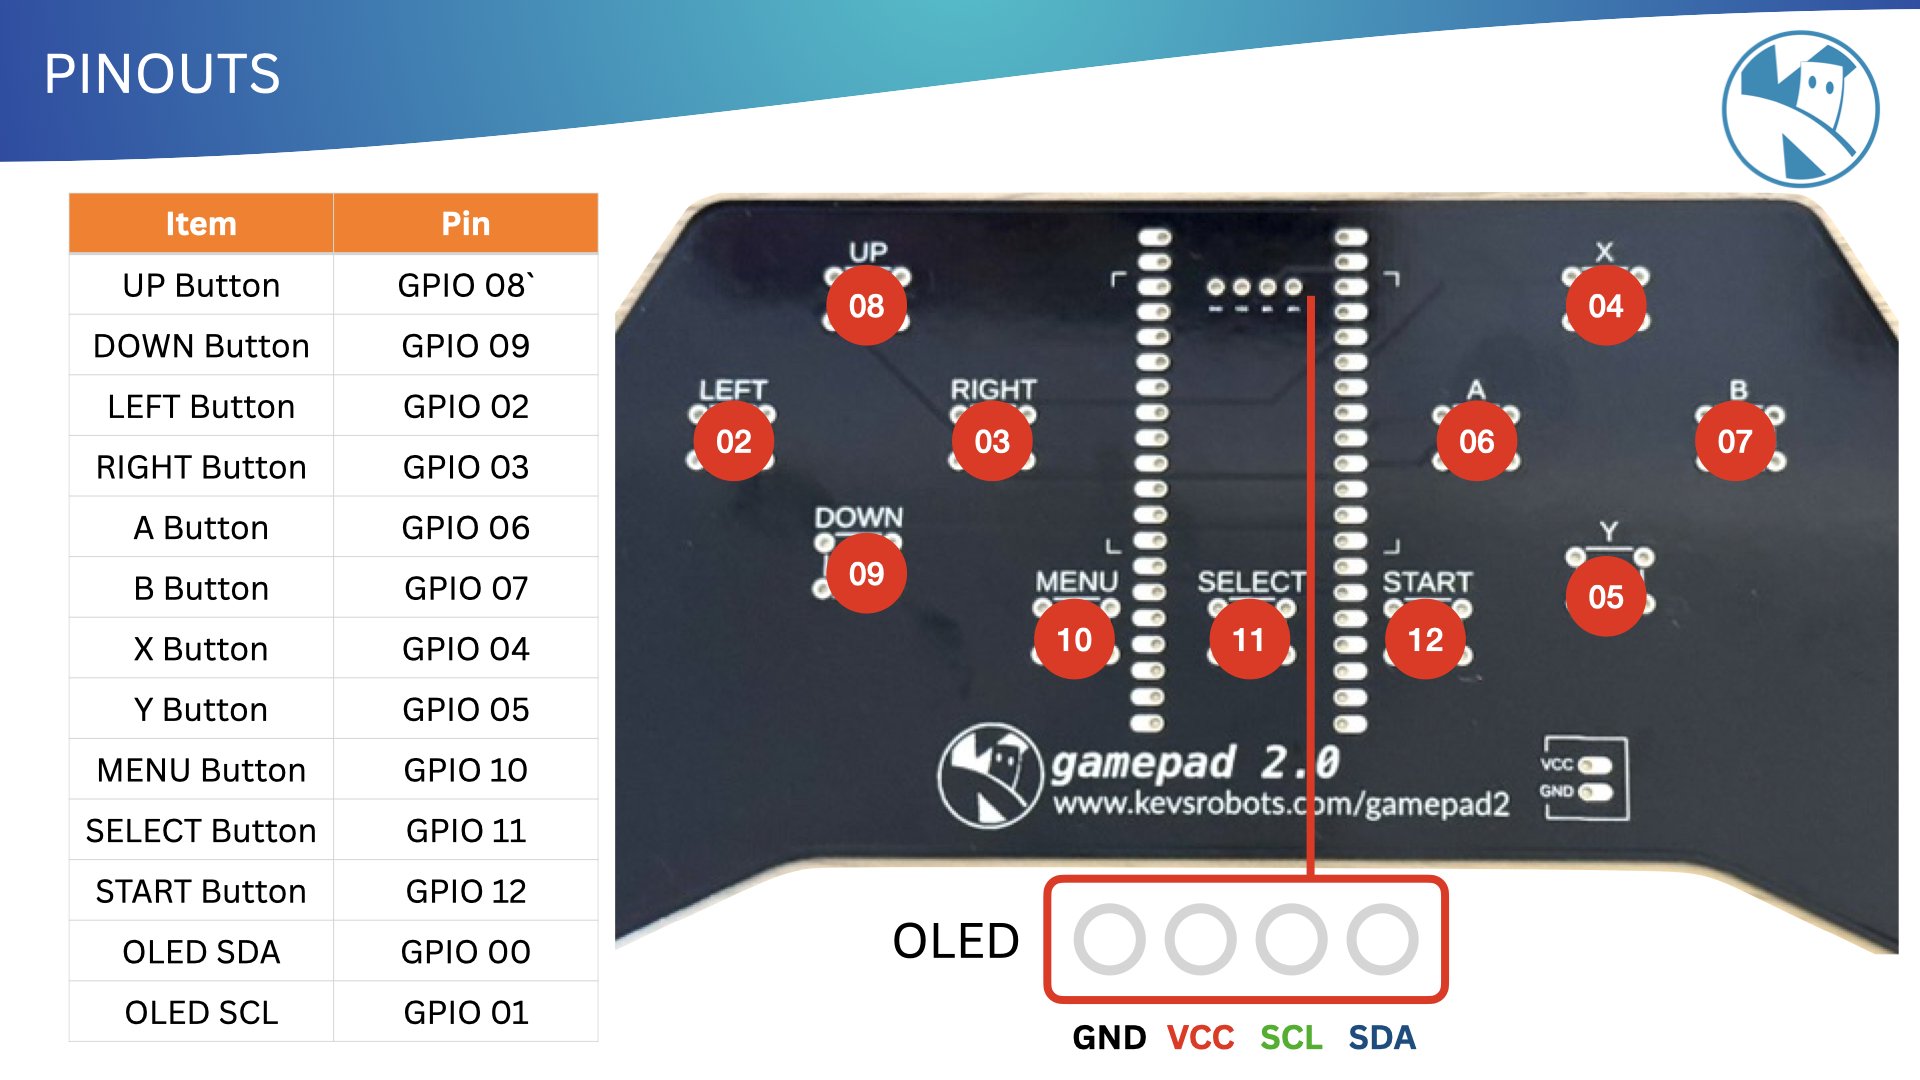 PINOUTS
Item Pin
UP Button GPIO 08`
DOWN Button GPIO 09
LEFT Button GPIO 02
RIGHT Button GPIO 03
A Button GPIO 06
B Button GPIO 07
X Button GPIO 04
Y Button GPIO 05
MENU Button GPIO 10
SELECT Button GPIO 11
START Button GPIO 12
OLED SDA GPIO 00
OLED SCL GPIO 01
UP X
08 04
LEFT RIGHT A B
02 03 06 07
DOWN Y
09 05
MENU SELECT START
10 11 12
gamepad 2.0
www.kevsrobots.com/gamepad2
VCC
GND
OLED
GND VCC SCL SDA